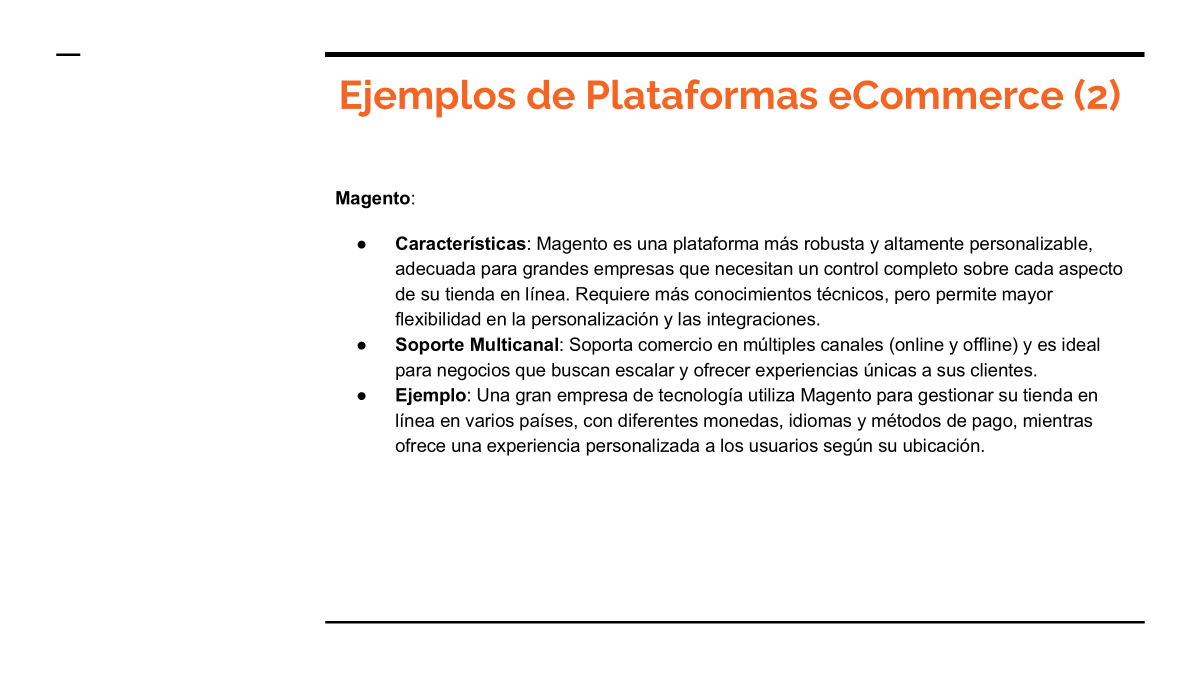 Ejemplos de Plataformas eCommerce (2)
Magento:
● Características: Magento es una plataforma más robusta y altamente personalizable,
adecuada para grandes empresas que necesitan un control completo sobre cada aspecto
de su tienda en línea. Requiere más conocimientos técnicos, pero permite mayor
flexibilidad en la personalización y las integraciones.
● Soporte Multicanal: Soporta comercio en múltiples canales (online y offline) y es ideal
para negocios que buscan escalar y ofrecer experiencias únicas a sus clientes.
● Ejemplo: Una gran empresa de tecnología utiliza Magento para gestionar su tienda en
línea en varios países, con diferentes monedas, idiomas y métodos de pago, mientras
ofrece una experiencia personalizada a los usuarios según su ubicación.